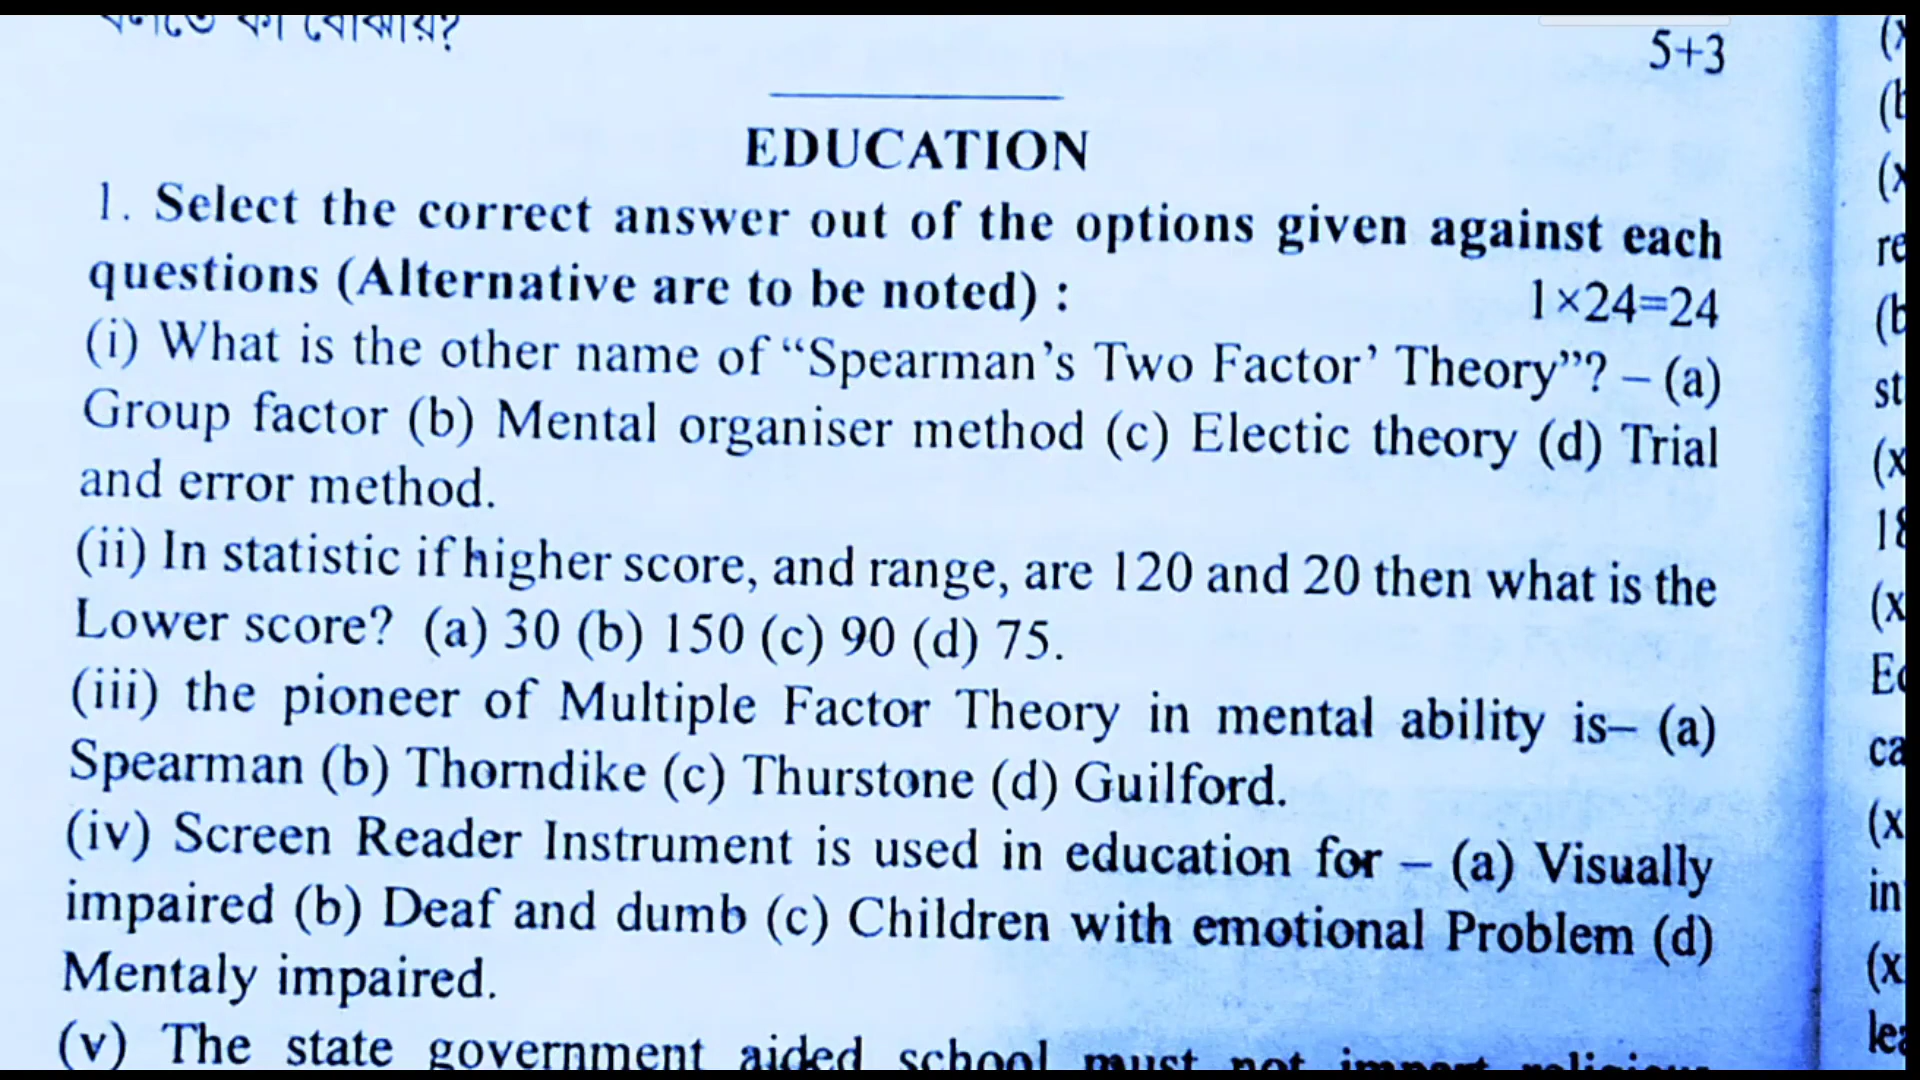 5+3
EDUCATION
1. Select the correct answer out of the options given against each
questions (Alternative are to be noted) : 1×24=24
(i) What is the other name of “Spearman’s Two Factor’ Theory”? – (a)
Group factor (b) Mental organiser method (c) Electic theory (d) Trial
and error method.
(ii) In statistic if higher score, and range, are 120 and 20 then what is the
Lower score? (a) 30 (b) 150 (c) 90 (d) 75.
(iii) the pioneer of Multiple Factor Theory in mental ability is– (a)
Spearman (b) Thorndike (c) Thurstone (d) Guilford.
(iv) Screen Reader Instrument is used in education for – (a) Visually
impaired (b) Deaf and dumb (c) Children with emotional Problem (d)
Mentaly impaired.
(v) The state government aided school must not impart religious